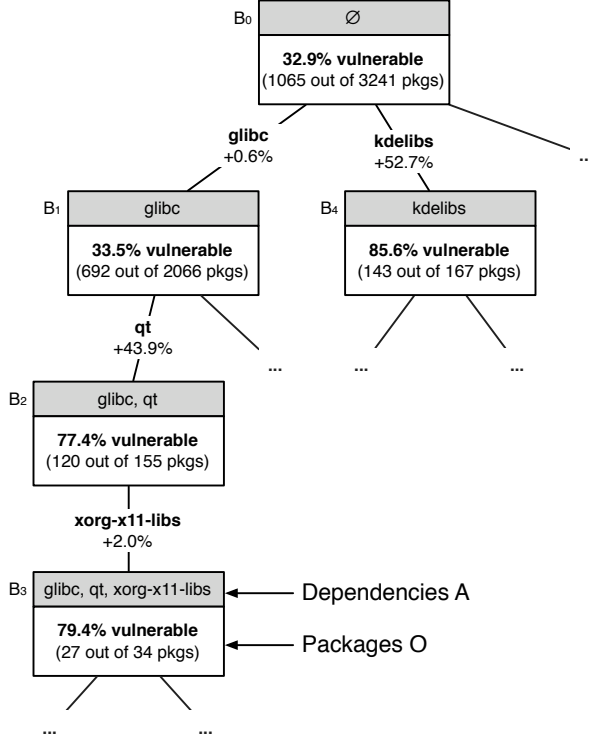 B0
∅
32.9% vulnerable
(1065 out of 3241 pkgs)
glibc
+0.6%
kdelibs
+52.7%
..
B1
glibc
33.5% vulnerable
(692 out of 2066 pkgs)
B4
kdelibs
85.6% vulnerable
(143 out of 167 pkgs)
qt
+43.9%
...
...
...
B2
glibc, qt
77.4% vulnerable
(120 out of 155 pkgs)
xorg-x11-libs
+2.0%
B3
glibc, qt, xorg-x11-libs
Dependencies A
79.4% vulnerable
(27 out of 34 pkgs)
Packages O
...
...